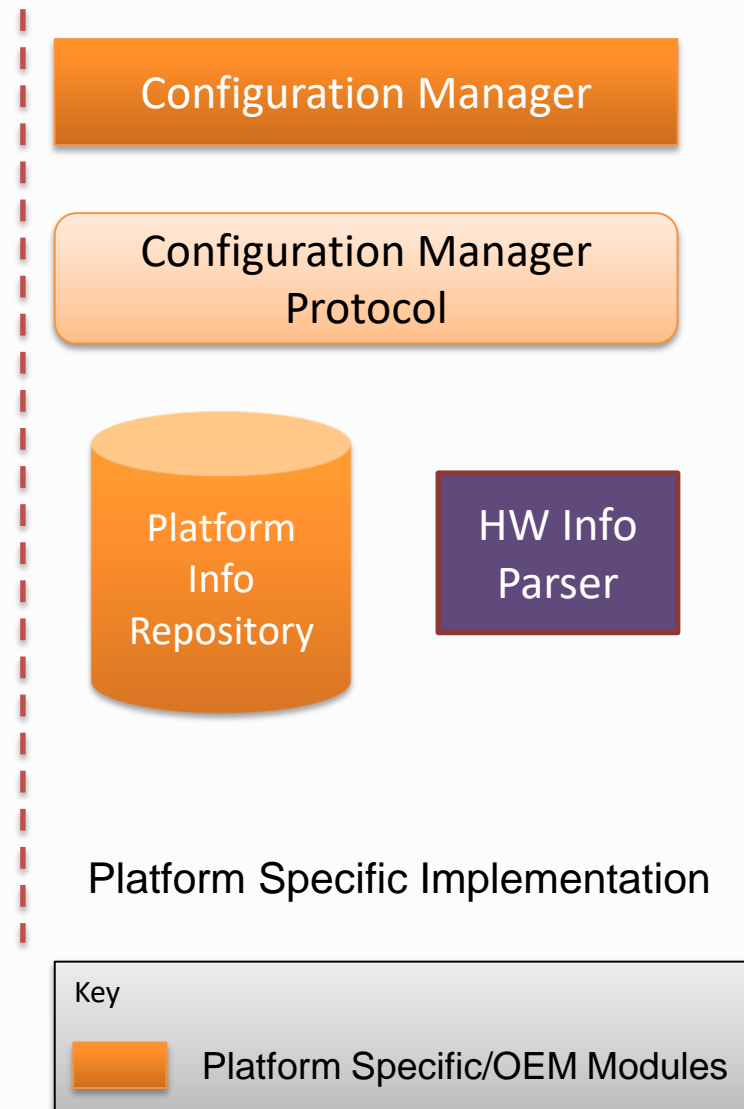 Configuration Manager
Configuration Manager
Protocol
Platform
Info
Repository
HW Info
Parser
Platform Specific Implementation
Key
Platform Specific/OEM Modules